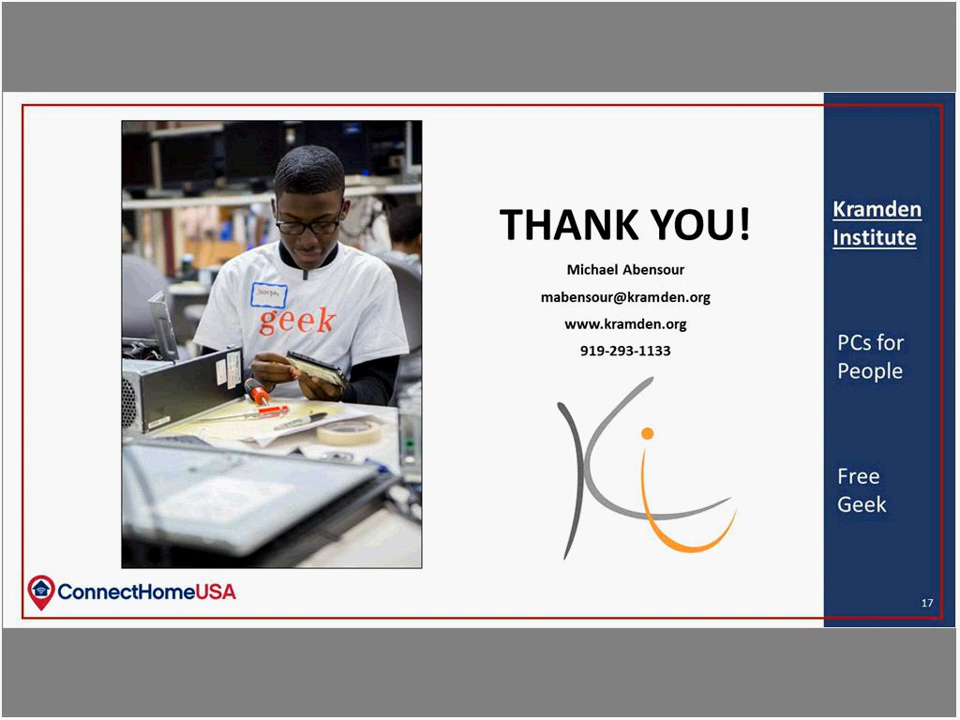 geek
THANK YOU!
Michael Abensour
mabensour@kramden.org
www.kramden.org
919-293-1133
Kramden
Institute
PCs for
People
Free
Geek
ConnectHomeUSA
17